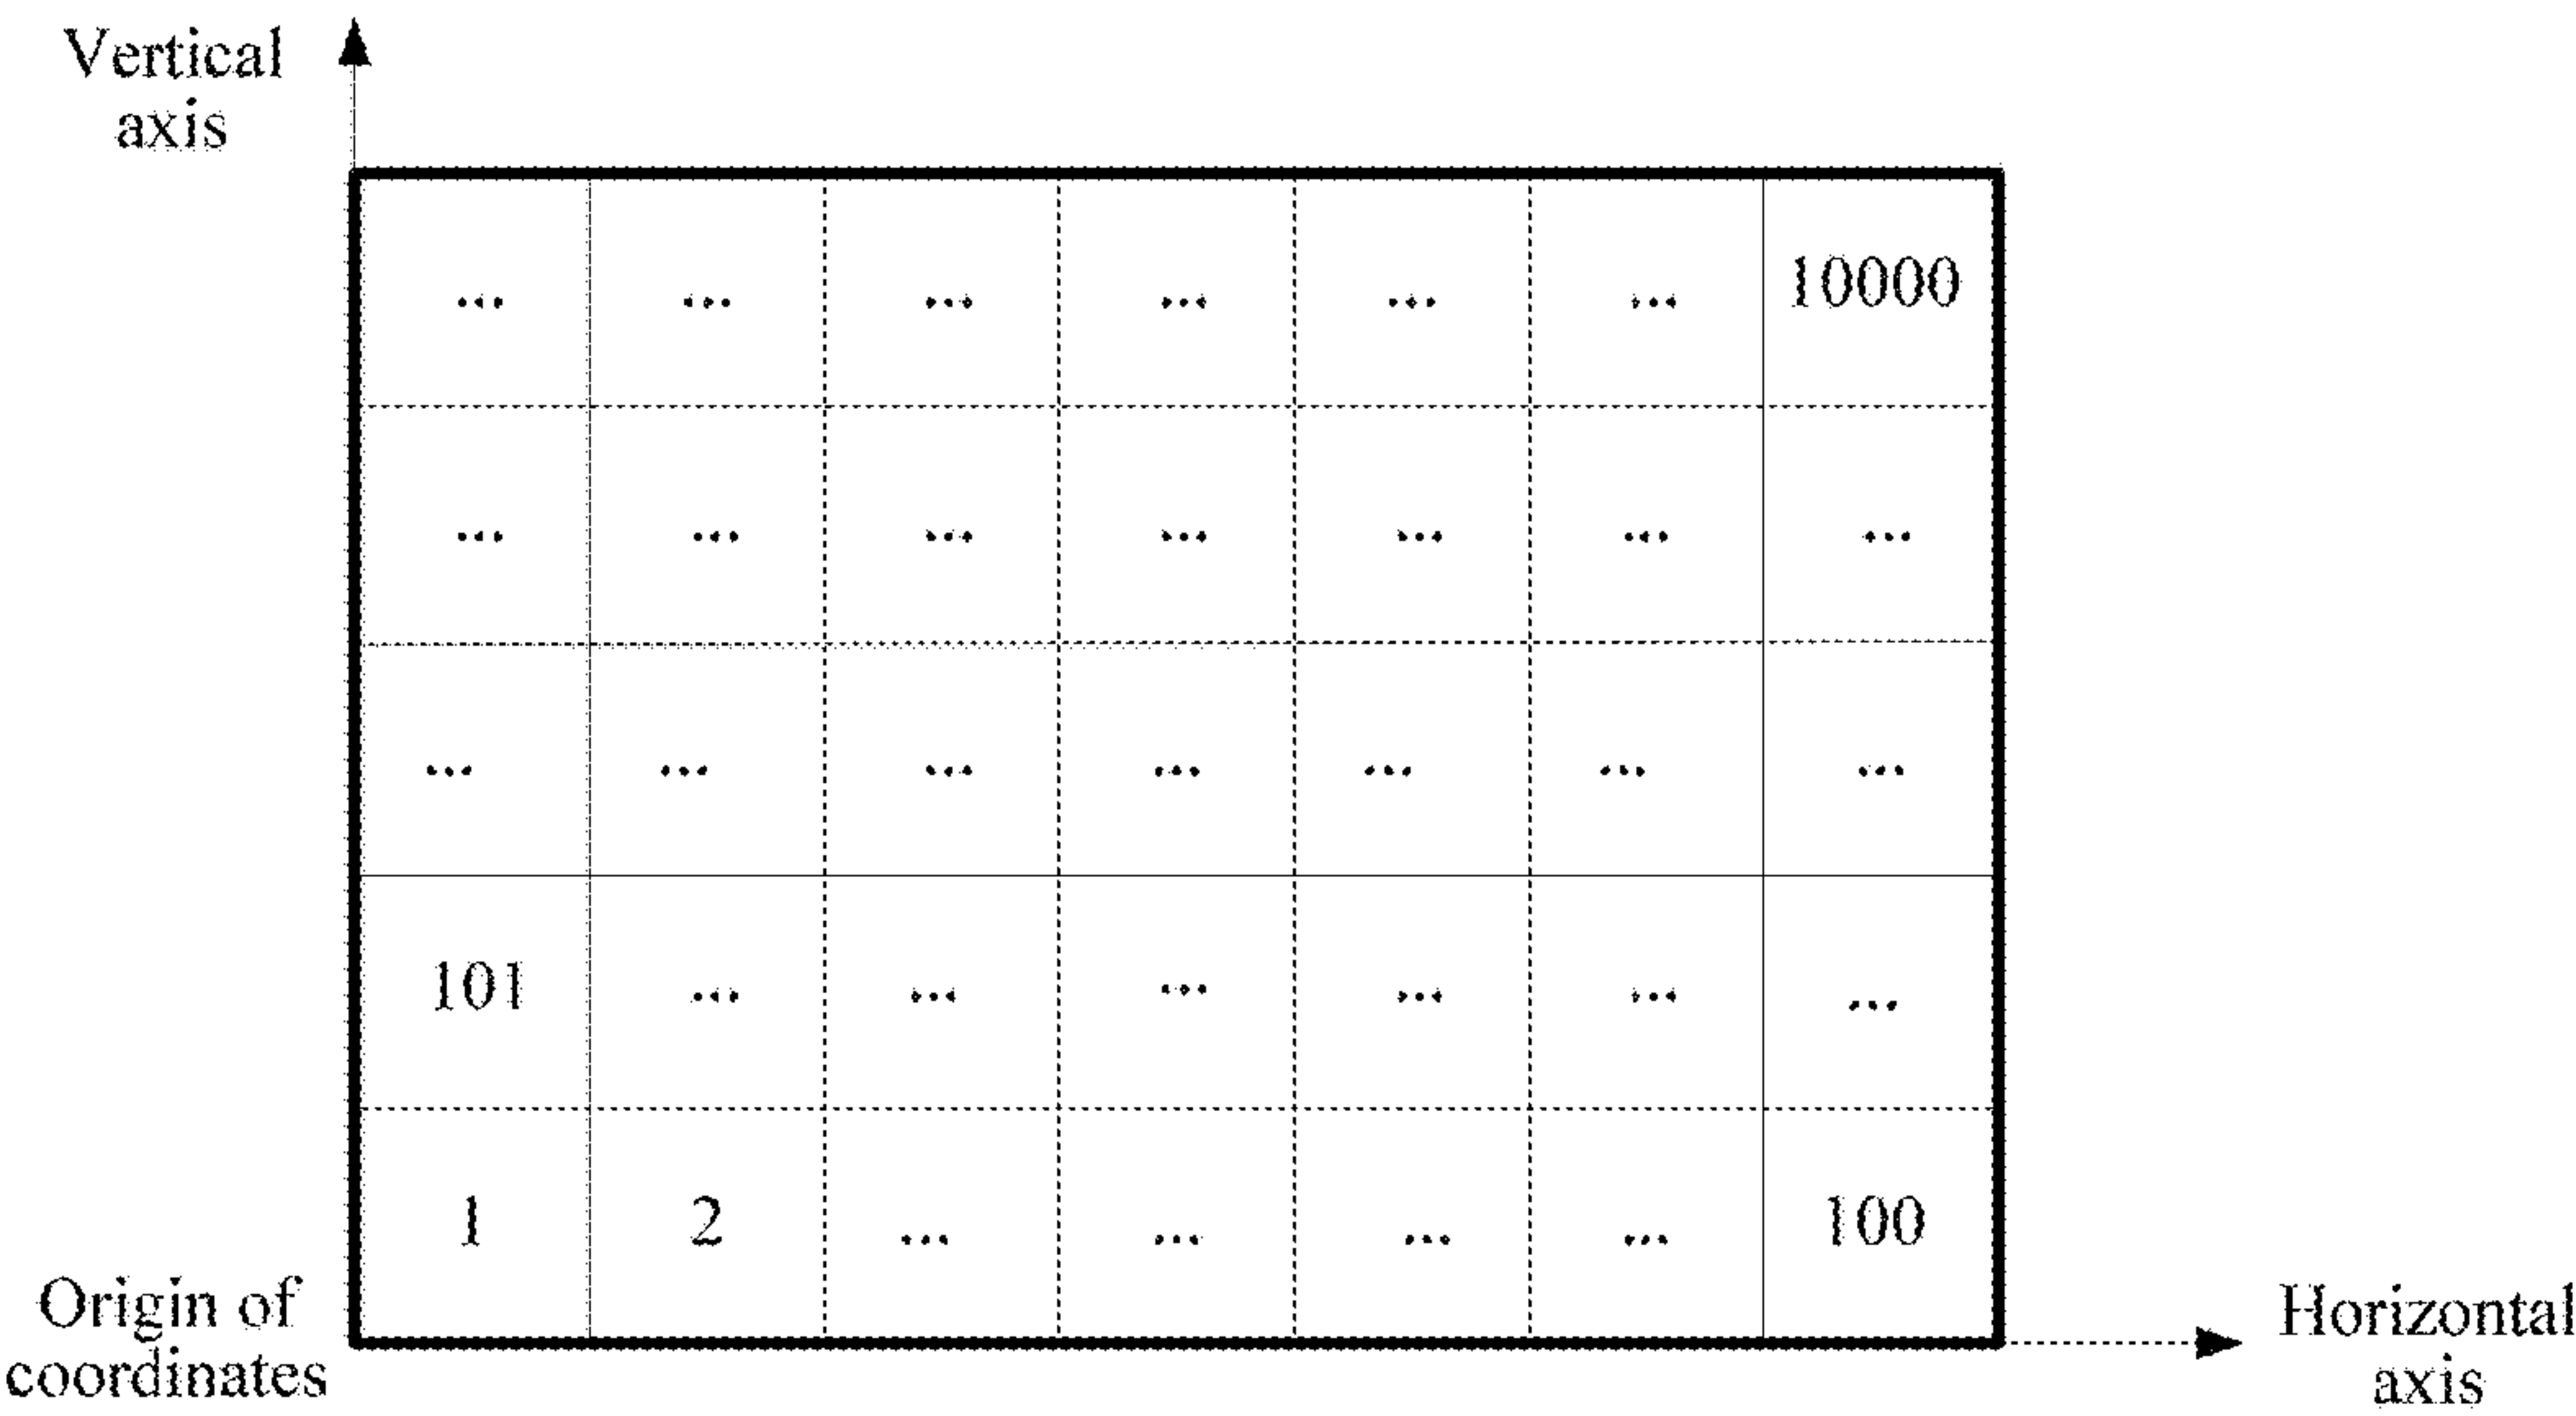 Vertical
axis
... ... ... ... ... ... 10000
... ... ... ... ... ... ...
... ... ... ... ... ... ...
101 ... ... ... ... ... ...
1 2 ... ... ... ... 100
Origin of
coordinates
Horizontal
axis